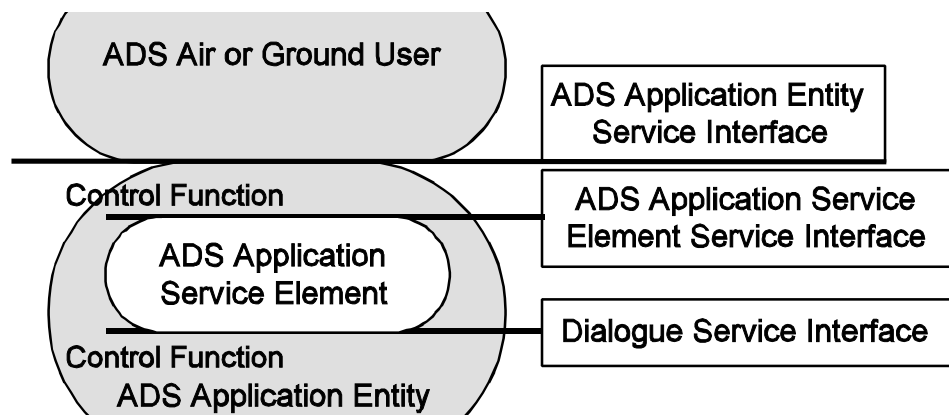 ADS Air or Ground User
ADS Application Entity
Service Interface
Control Function
ADS Application Service
Element Service Interface
ADS Application
Service Element
Dialogue Service Interface
Control Function
ADS Application Entity